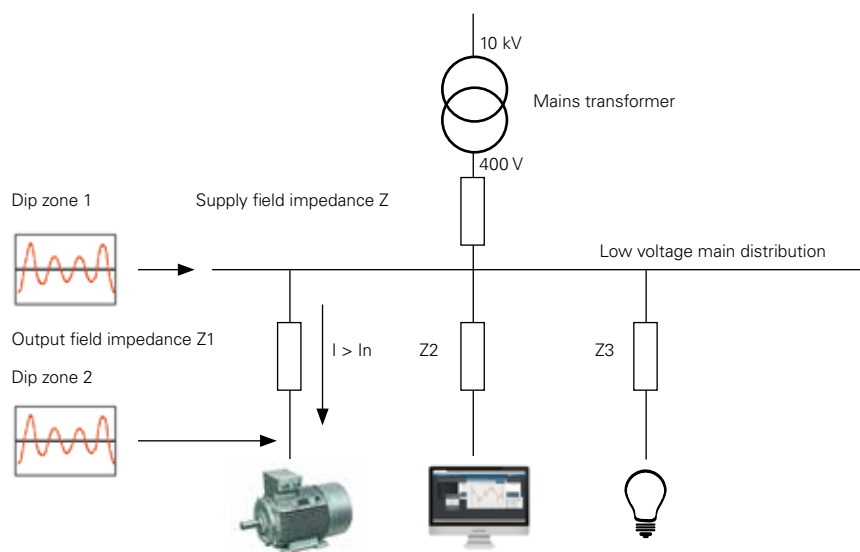 10 kV
Mains transformer
400 V
Dip zone 1
Supply field impedance Z
Low voltage main distribution
Output field impedance Z1
I > In
Z2
Z3
Dip zone 2